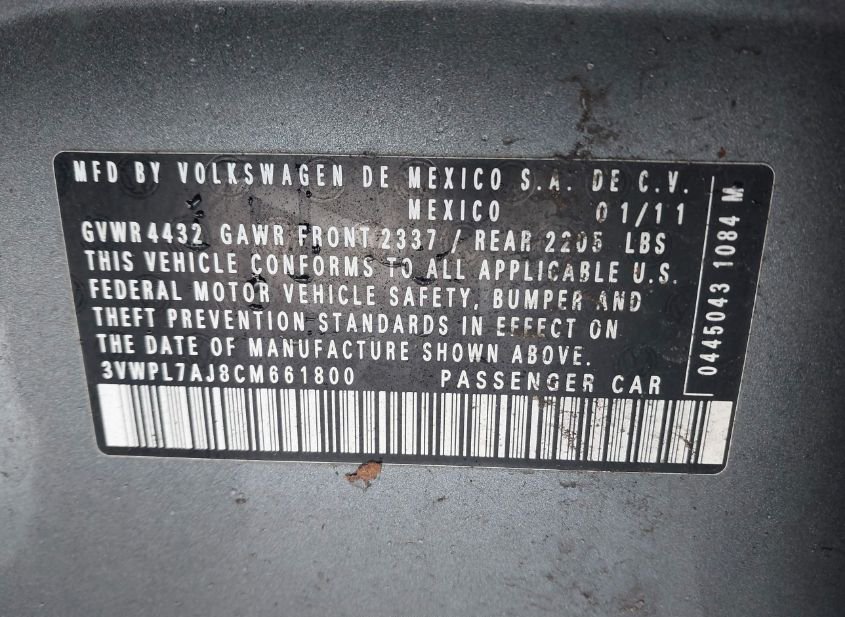 MFD BY VOLKSWAGEN DE MEXICO S.A. DE C.V.
MEXICO 01/11
GVWR 4432 GAWR FRONT 2337 / REAR 2205 LBS
THIS VEHICLE CONFORMS TO ALL APPLICABLE U.S.
FEDERAL MOTOR VEHICLE SAFETY, BUMPER AND
THEFT PREVENTION STANDARDS IN EFFECT ON
THE DATE OF MANUFACTURE SHOWN ABOVE.
3VWPL7AJ8CM661800 PASSENGER CAR
0445043 1084 M